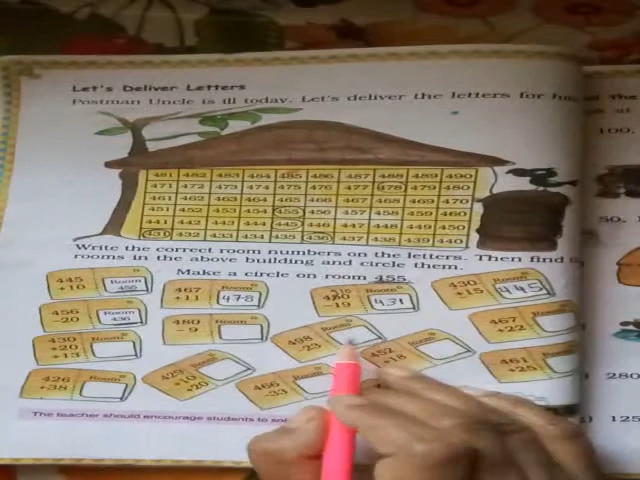 Let's Deliver Letters
Postman Uncle is ill today. Let's deliver the letters for
481 482 483 484 485 486 487 488 489 490
471 472 473 474 475 476 477 478 479 480
461 462 463 464 465 466 467 468 469 470
451 452 453 454 455 456 457 458 459 460
441 442 443 444 445 446 447 448 449 450
431 432 433 434 435 436 437 438 439 440
Write the correct room numbers on the letters. Then find
rooms in the above building and circle them.
Make a circle on room 455.
445
+10
Room
467
+11
Room
478
-19
431
430
+15
Room
445
456
-20
Room
436
480
- 9
Room
498
-23
Room
452
+18
Room
467
+22
Room
430
+20
+13
Room
426
+38
Room
429
+10
+20
Room
466
-33
Room
461
+25
Room
The teacher should encourage students to
100.
50.
280
125